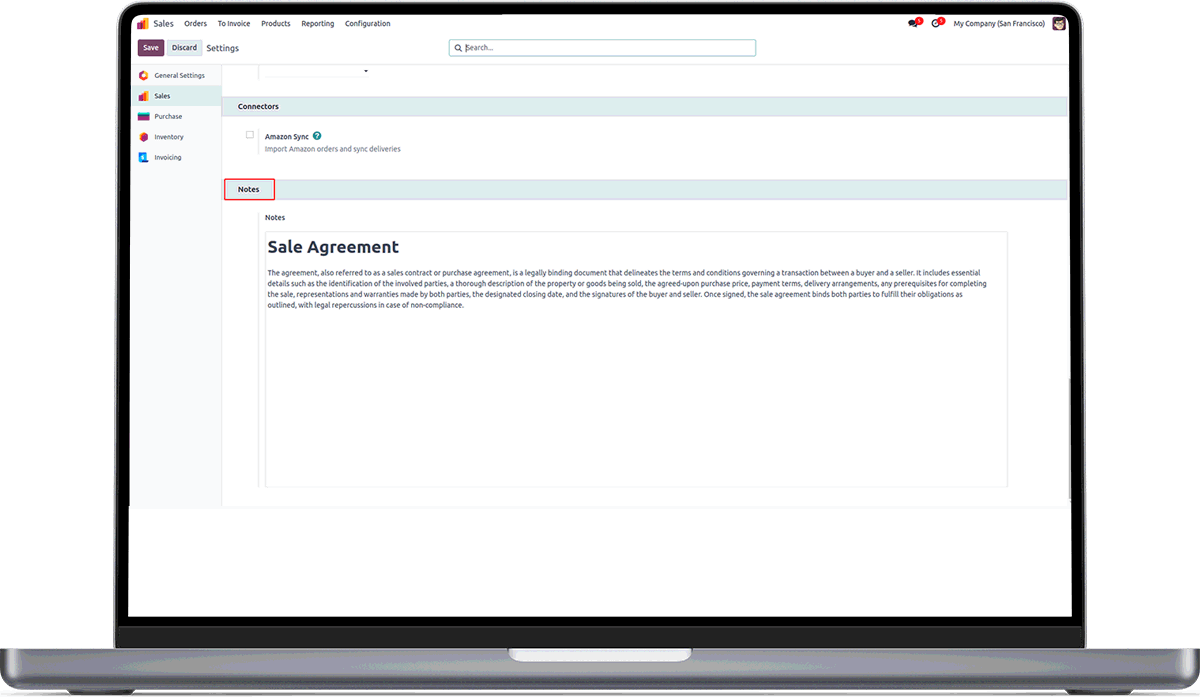 Sales Orders To Invoice Products Reporting Configuration 1 1 My Company (San Francisco)
Save Discard Settings Search...
General Settings
Sales
Purchase
Inventory
Invoicing
Connectors
Amazon Sync ?
Import Amazon orders and sync deliveries
Notes
Notes
Sale Agreement
The agreement, also referred to as a sales contract or purchase agreement, is a legally binding document that delineates the terms and conditions governing a transaction between a buyer and a seller. It includes essential
details such as the identification of the involved parties, a thorough description of the property or goods being sold, the agreed-upon purchase price, payment terms, delivery arrangements, any prerequisites for completing
the sale, representations and warranties made by both parties, the designated closing date, and the signatures of the buyer and seller. Once signed, the sale agreement binds both parties to fulfill their obligations as
outlined, with legal repercussions in case of non-compliance.